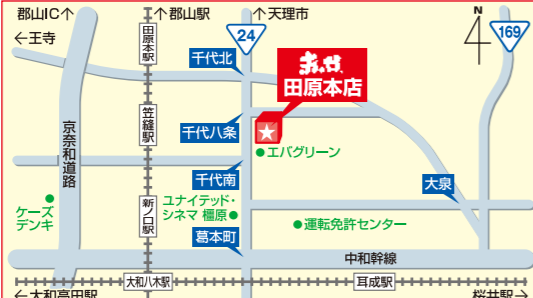 郡山IC↑
↑郡山駅
↑天理市
N
←王寺
田原本駅
24
169
千代北
田原本店
笠縫駅
千代八条
京奈和道路
エバグリーン
千代南
大泉
ケーズ
デンキ
新ノ口駅
ユナイテッド・
シネマ 橿原
運転免許センター
葛本町
中和幹線
大和八木駅
耳成駅
←大和高田駅
桜井駅→